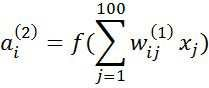 a_i^{(2)} = f(\sum_{j=1}^{100} w_{ij}^{(1)} x_j)